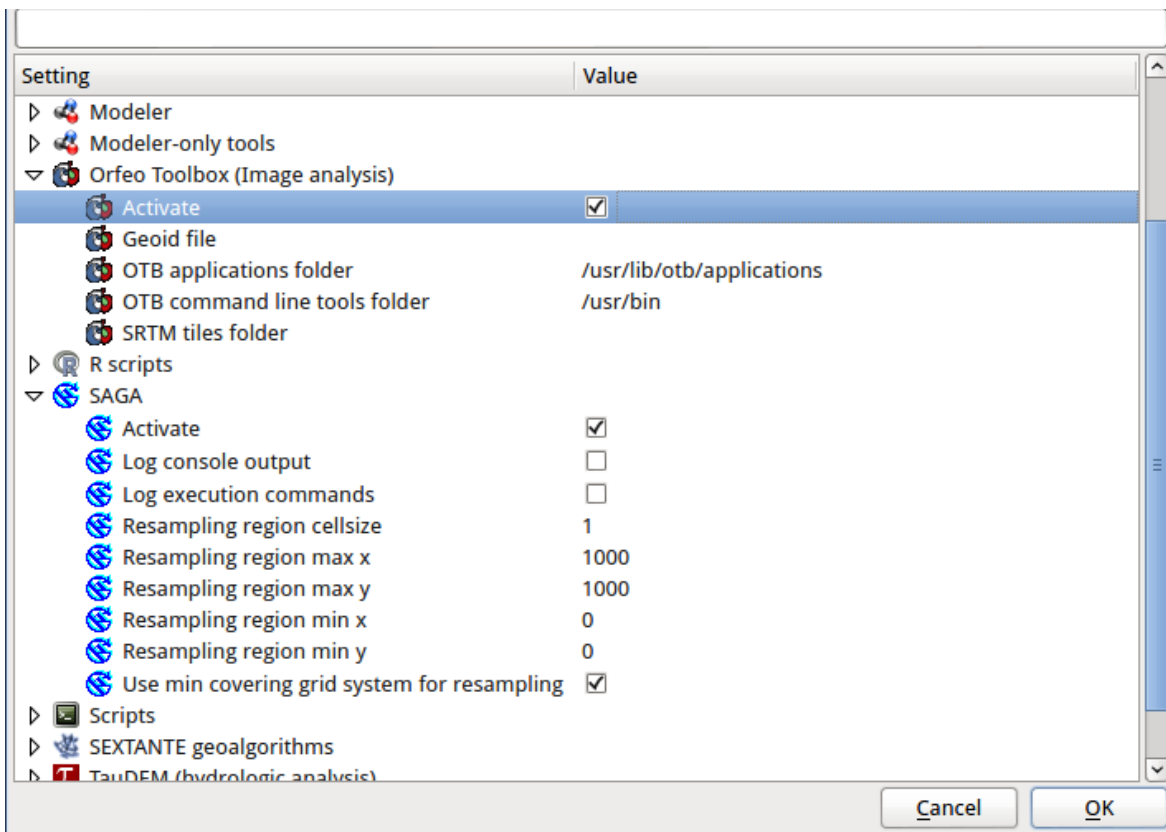 Setting Value
Modeler
Modeler-only tools
Orfeo Toolbox (Image analysis)
Activate
Geoid file
OTB applications folder /usr/lib/otb/applications
OTB command line tools folder /usr/bin
SRTM tiles folder
R scripts
SAGA
Activate
Log console output
Log execution commands
Resampling region cellsize 1
Resampling region max x 1000
Resampling region max y 1000
Resampling region min x 0
Resampling region min y 0
Use min covering grid system for resampling
Scripts
SEXTANTE geoalgorithms
TauDEM (hydrologic analysis)
Cancel OK